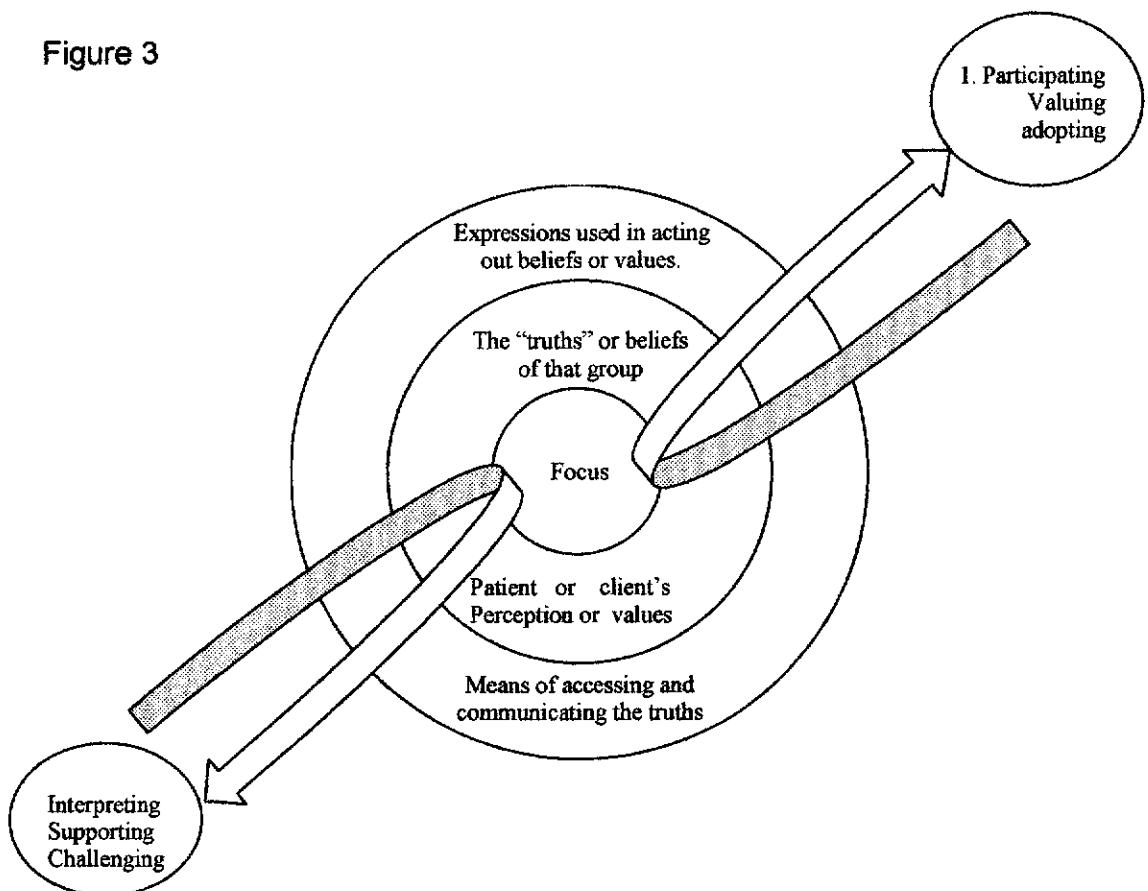 Figure 3
1. Participating
Valuing
adopting
Expressions used in acting
out beliefs or values.
The “truths” or beliefs
of that group
Focus
Patient or client’s
Perception or values
Means of accessing and
communicating the truths
Interpreting
Supporting
Challenging